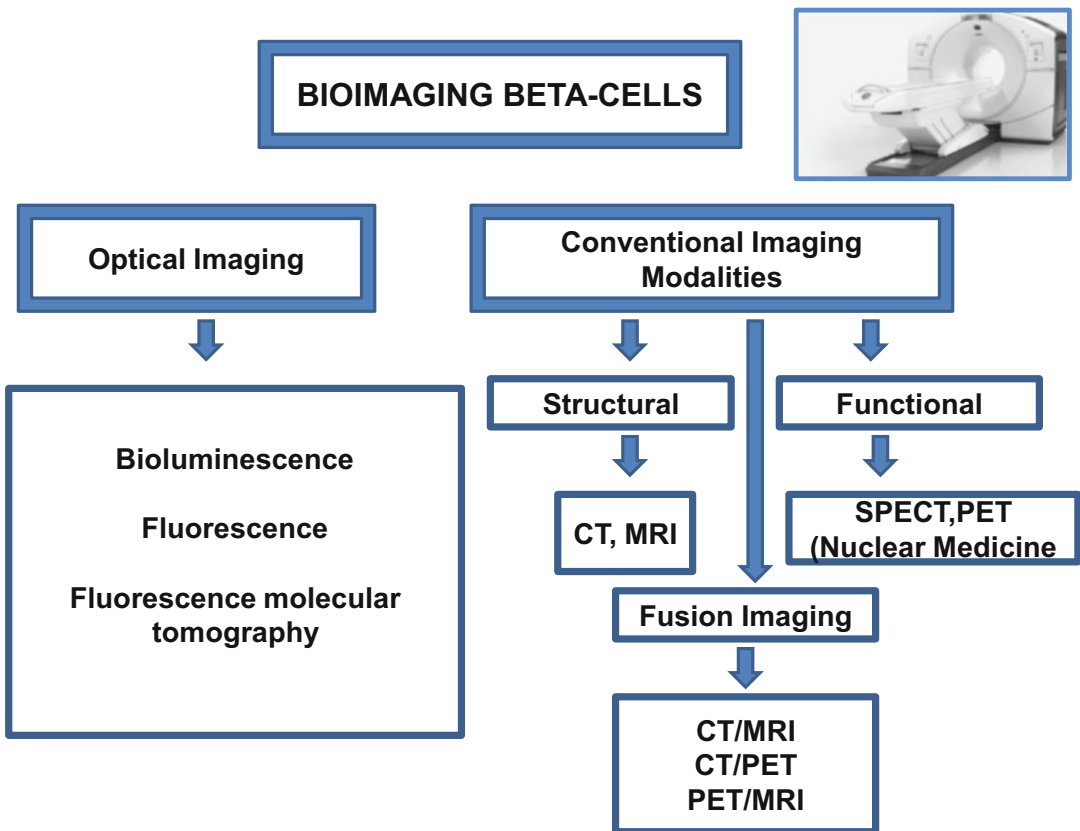 BIOIMAGING BETA-CELLS
Optical Imaging
Bioluminescence
Fluorescence
Fluorescence molecular
tomography
Conventional Imaging
Modalities
Structural
CT, MRI
Functional
SPECT,PET
(Nuclear Medicine
Fusion Imaging
CT/MRI
CT/PET
PET/MRI